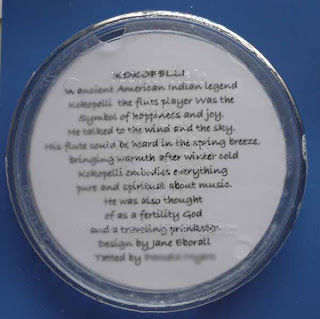 KOKOPELLI
In ancient American Indian legend
Kokopelli the flute player Was the
Symbol of happiness and joy.
He talked to the wind and the sky.
His flute could be heard in the spring breeze,
bringing warmth after winter cold
Kokopelli embodies everything
pure and spiritual about music.
He was also thought
of as a fertility God
and a traveling prankster.
Design by Jane Eborall
Tatted by